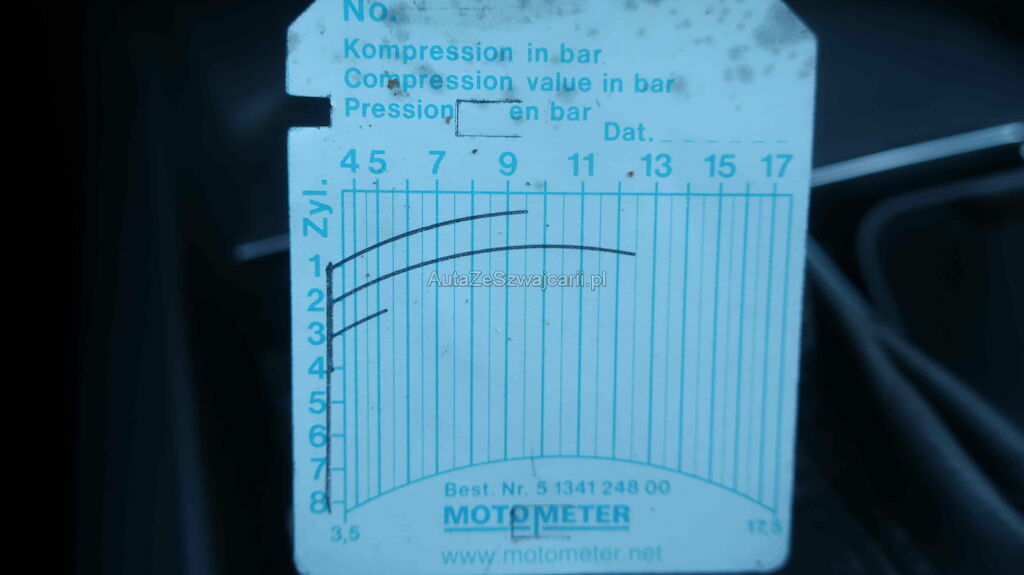 No.
Kompression in bar
Compression value in bar
Pression en bar
Dat.
4 5 7 9 11 13 15 17
Zyl.
1
2
AutaZeSzwajcarii.pl
3
4
5
6
7
8
3,5 17,5
Best. Nr. 5 1341 248 00
MOTOMETER
www.motometer.net